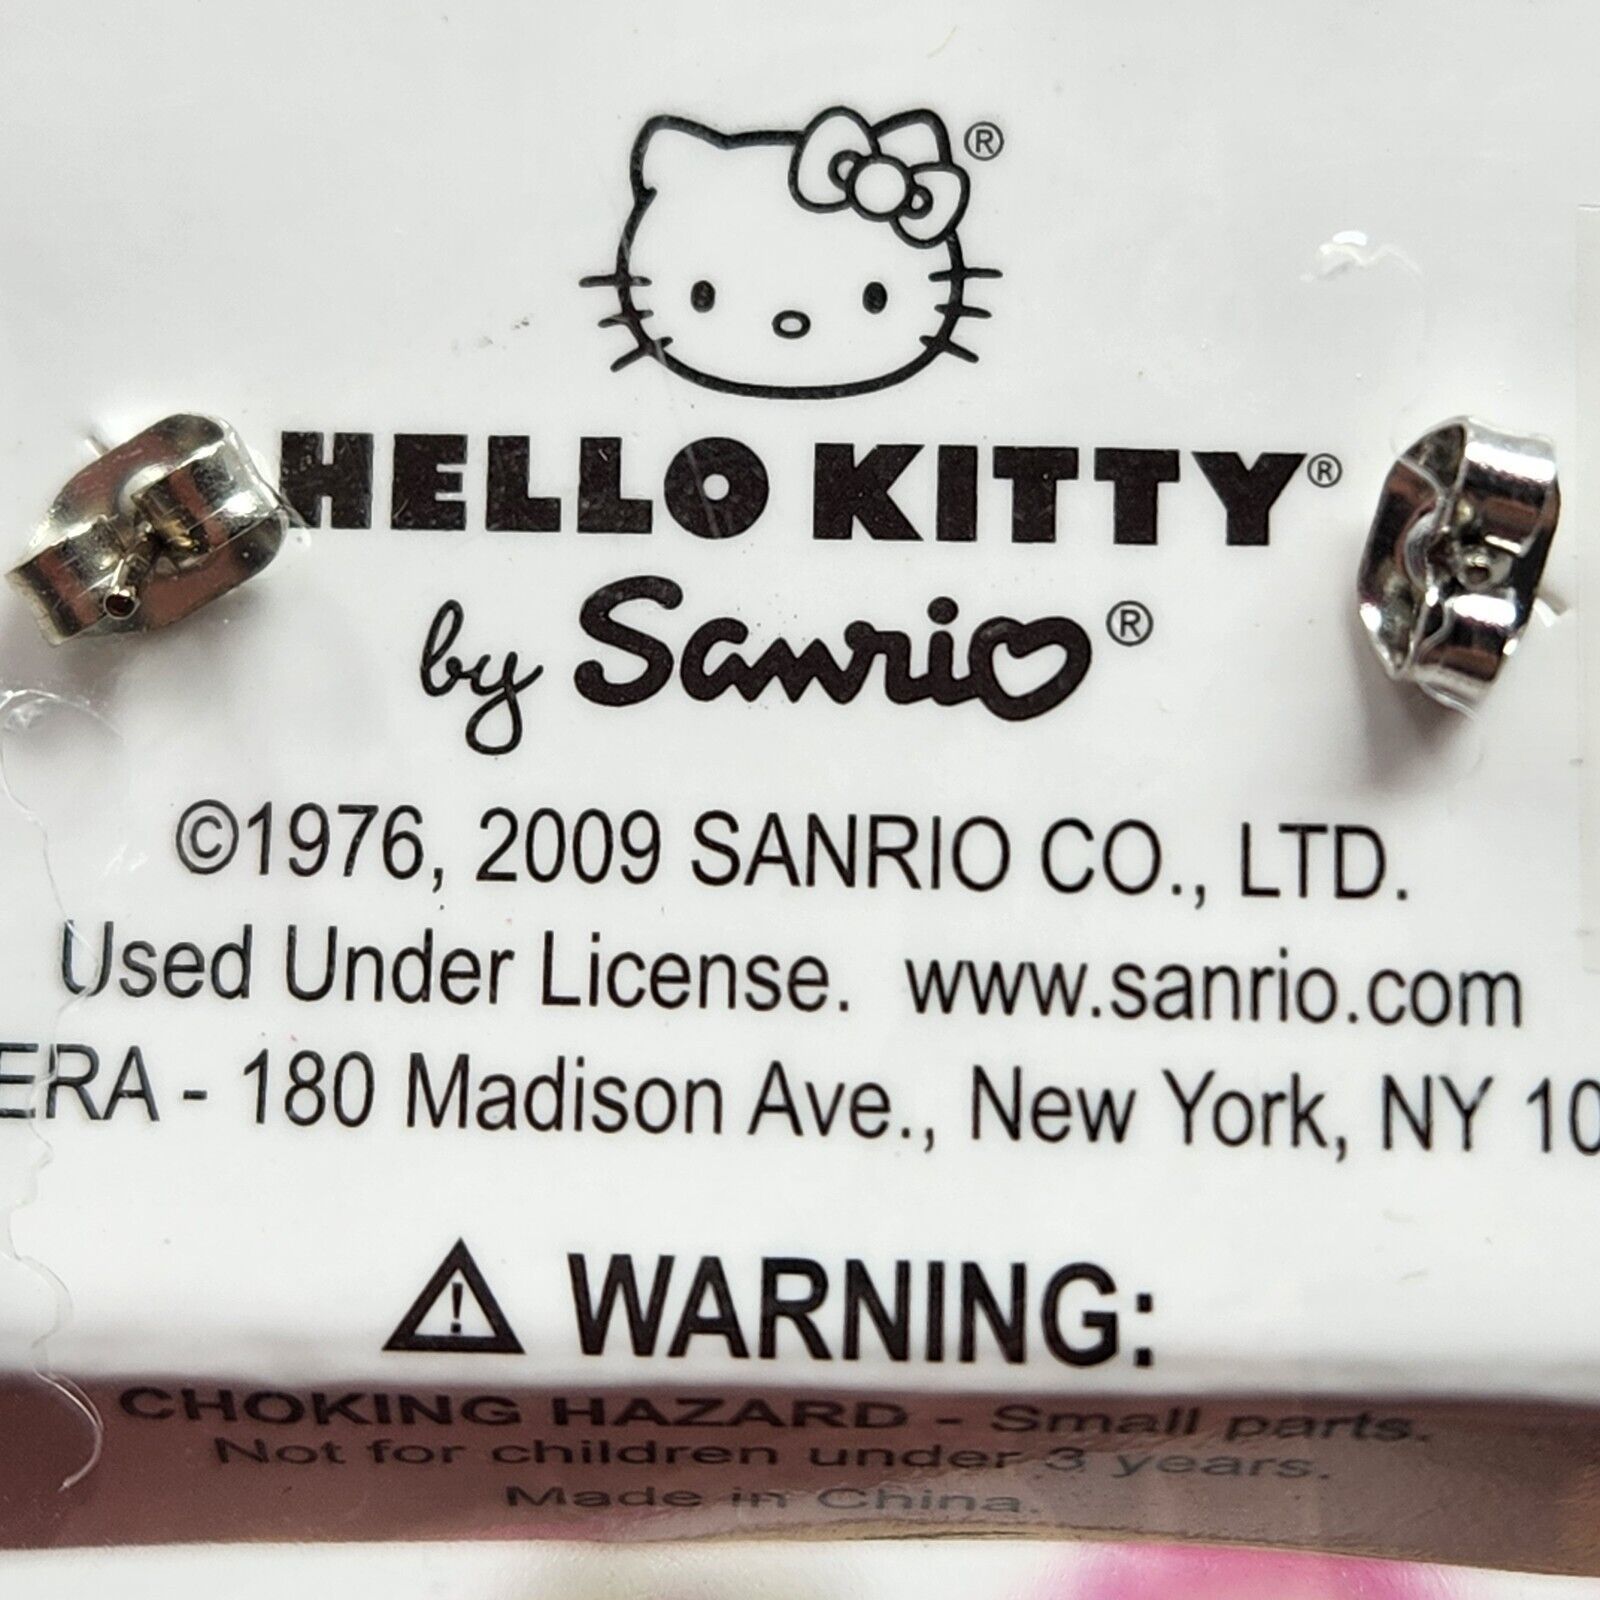 ®
HELLO KITTY®
by Sanrio®
©1976, 2009 SANRIO CO., LTD.
Used Under License. www.sanrio.com
ERA - 180 Madison Ave., New York, NY 10
WARNING:
CHOKING HAZARD - Small parts.
Not for children under 3 years.
Made in China.